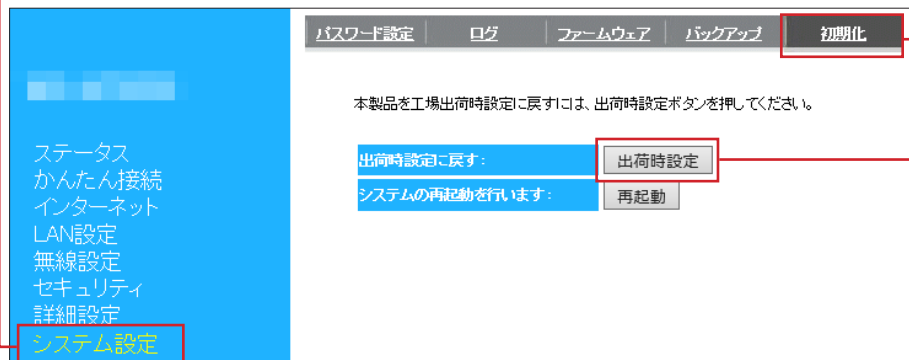 パスワード設定 ログ ファームウェア バックアップ 初期化
本製品を工場出荷時設定に戻すには、出荷時設定ボタンを押してください。
出荷時設定に戻す: 出荷時設定
システムの再起動を行います: 再起動
ステータス
かんたん接続
インターネット
LAN設定
無線設定
セキュリティ
詳細設定
システム設定